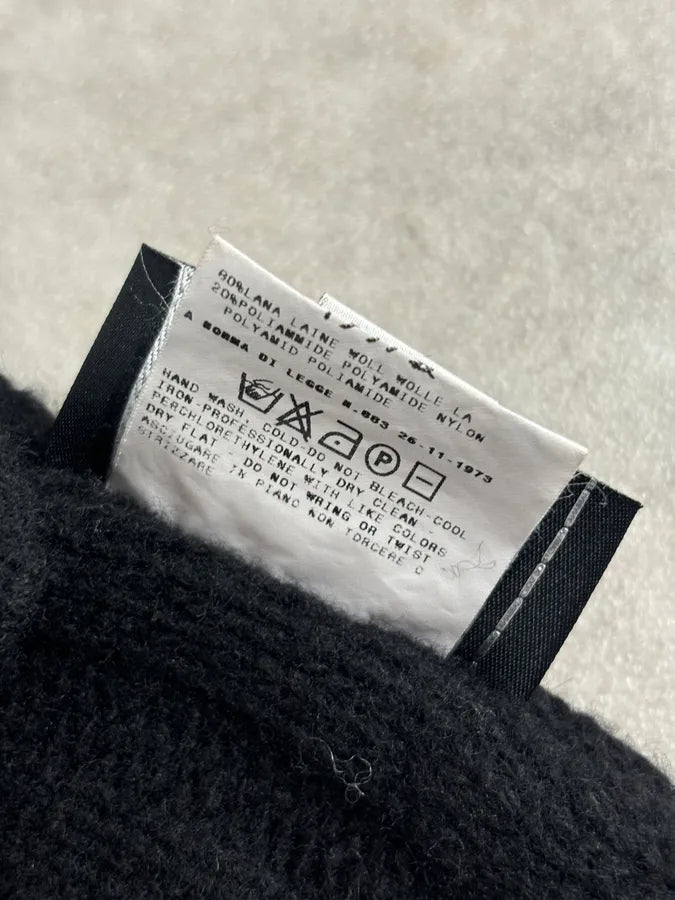 80%LANA LAINE WOLL WOLLE LA
20%POLIAMMIDE POLYAMIDE NYLON
POLYAMID POLIAMIDE
A NORMA DI LEGGE N.883 26-11-1973
P
HAND WASH, COLD DO NOT BLEACH-COOL
IRON PROFESSIONALLY DRY CLEAN -
PERCHLORETHYLENE WITH LIKE COLORS
DRY FLAT - DO NOT WRING OR TWIST
ASCIUGARE IN PIANO NON TORCERE O
STRIZZARE